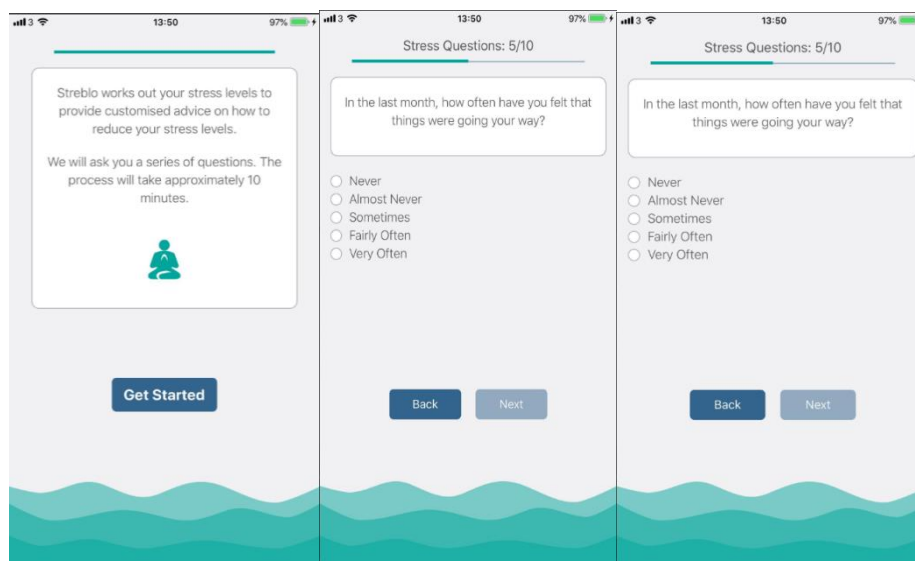 3 13:50 97%
Streblo works out your stress levels to
provide customised advice on how to
reduce your stress levels.
We will ask you a series of questions. The
process will take approximately 10
minutes.
Get Started
3 13:50 97%
Stress Questions: 5/10
In the last month, how often have you felt that
things were going your way?
Never
Almost Never
Sometimes
Fairly Often
Very Often
Back Next
3 13:50 97%
Stress Questions: 5/10
In the last month, how often have you felt that
things were going your way?
Never
Almost Never
Sometimes
Fairly Often
Very Often
Back Next